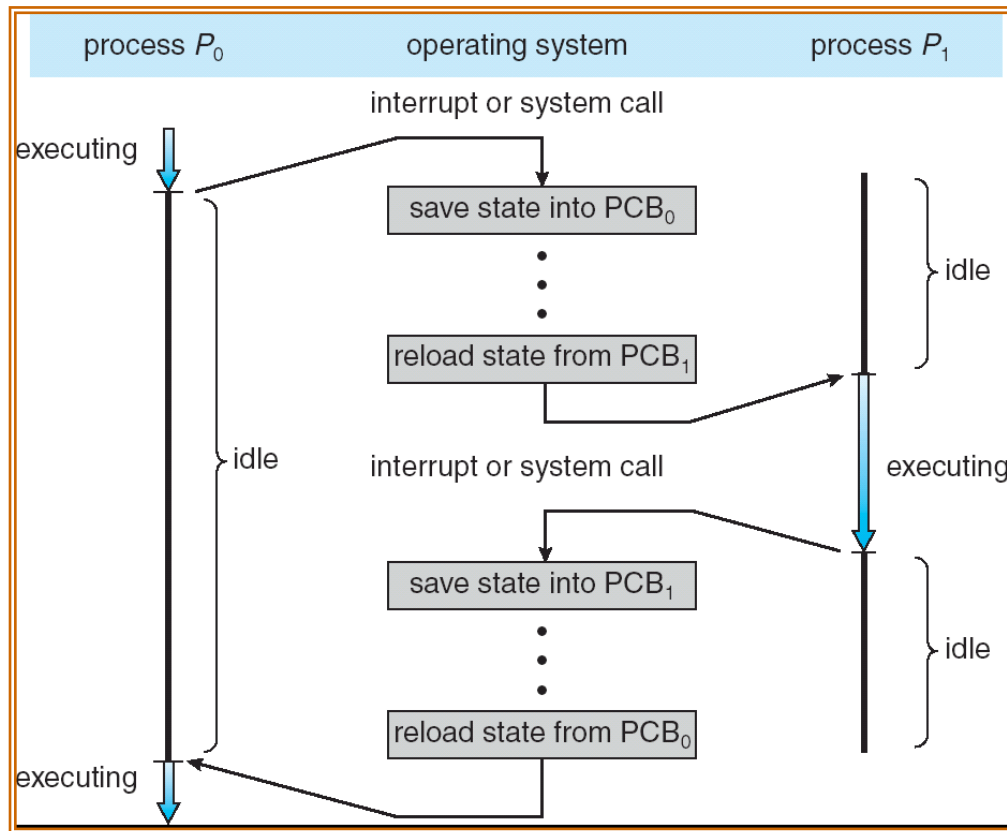 process P₀ operating system process P₁
interrupt or system call
executing
save state into PCB₀
idle
reload state from PCB₁
idle
interrupt or system call
executing
save state into PCB₁
idle
reload state from PCB₀
executing